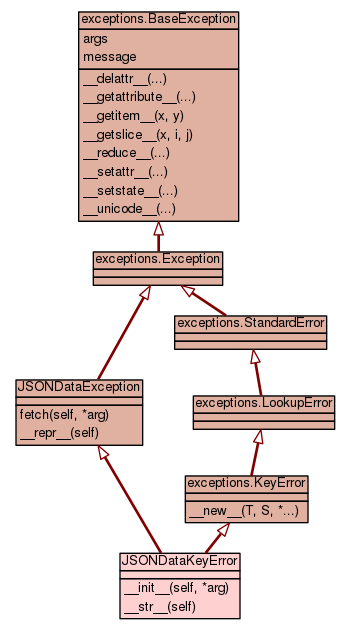 exceptions.BaseException
args
message
__delattr__(...)
__getattribute__(...)
__getitem__(x, y)
__getslice__(x, i, j)
__reduce__(...)
__setattr__(...)
__setstate__(...)
__unicode__(...)
exceptions.Exception
exceptions.StandardError
JSONDataException
fetch(self, *arg)
__repr__(self)
exceptions.LookupError
exceptions.KeyError
__new__(T, S, *...)
JSONDataKeyError
__init__(self, *arg)
__str__(self)